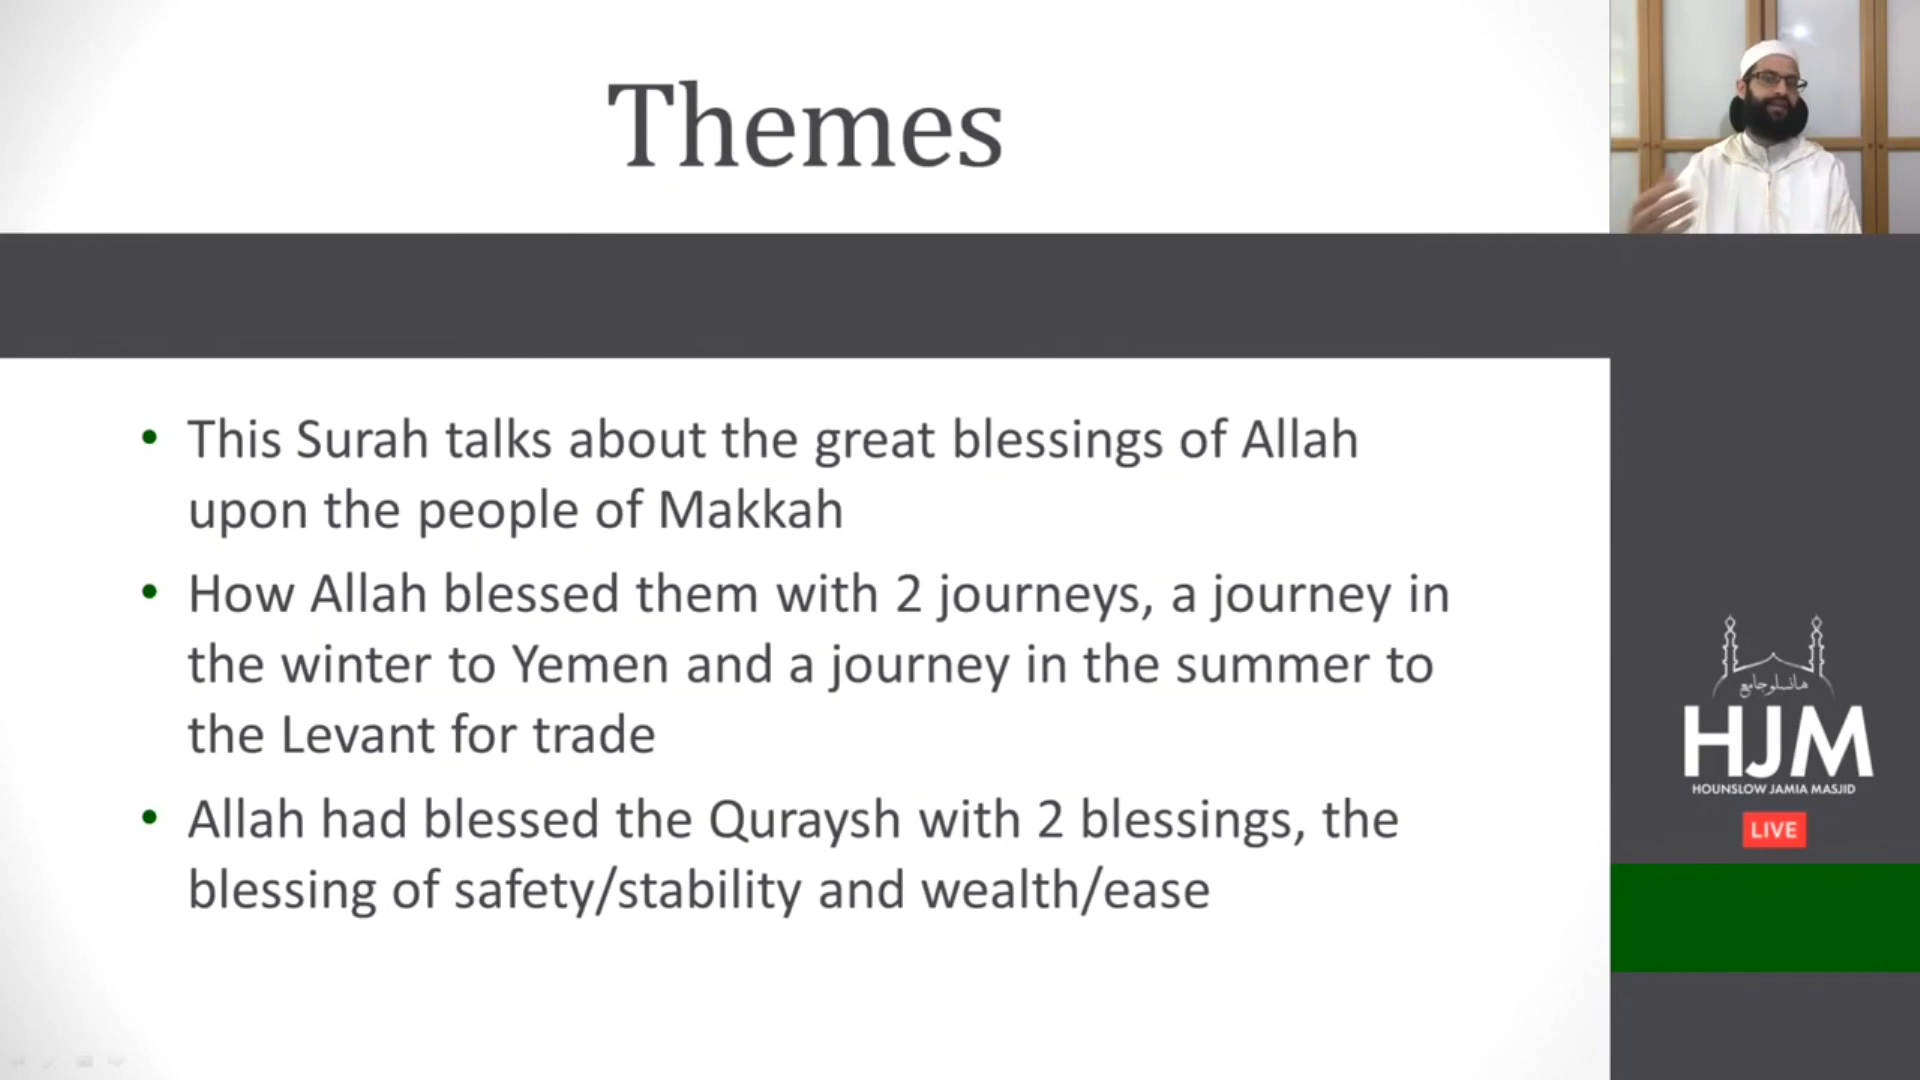 Themes
• This Surah talks about the great blessings of Allah
upon the people of Makkah
• How Allah blessed them with 2 journeys, a journey in
the winter to Yemen and a journey in the summer to
the Levant for trade
• Allah had blessed the Quraysh with 2 blessings, the
blessing of safety/stability and wealth/ease
هانسلو جامع
HJM
HOUNSLOW JAMIA MASJID
LIVE